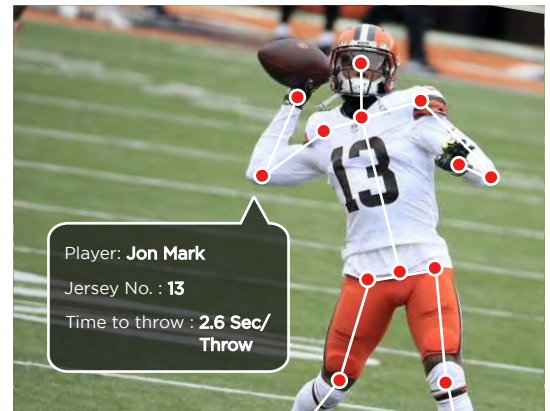 13
Player: Jon Mark
Jersey No. : 13
Time to throw : 2.6 Sec/
Throw